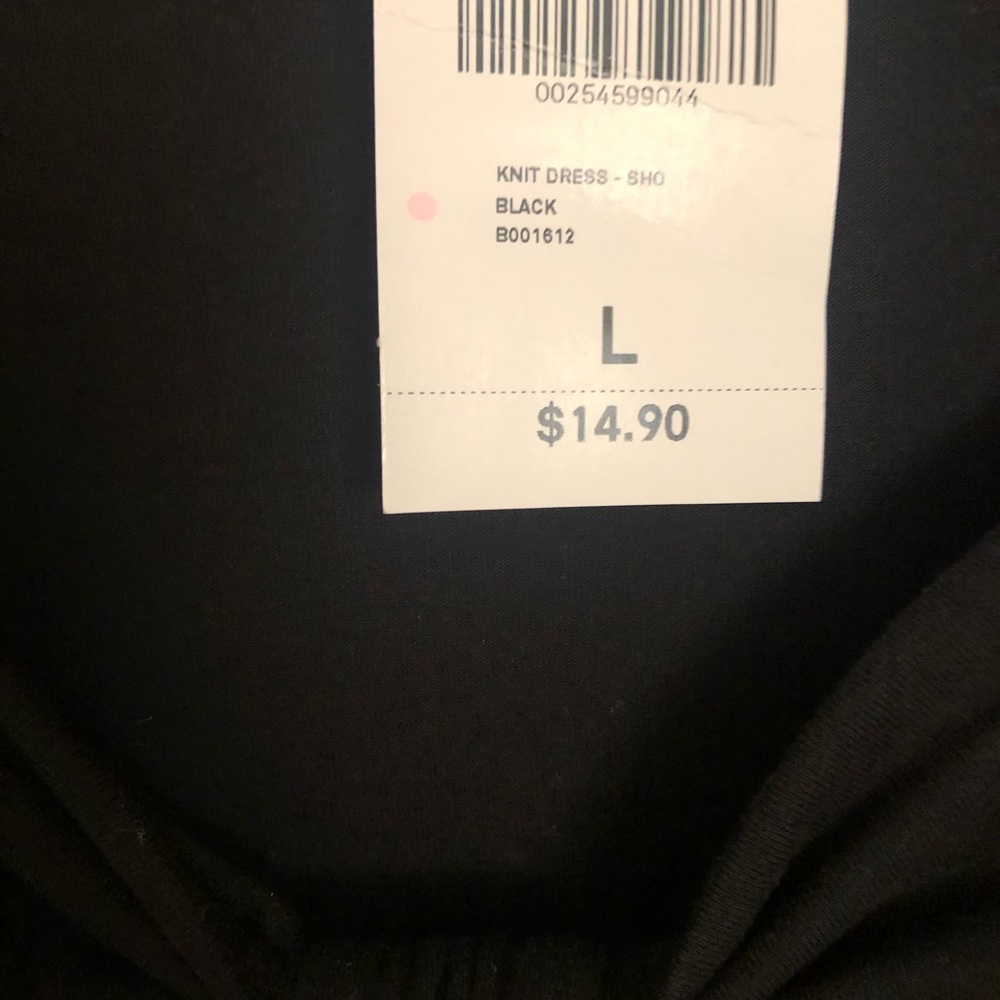 00254599044
KNIT DRESS - SHO
BLACK
B001612
L
$14.90